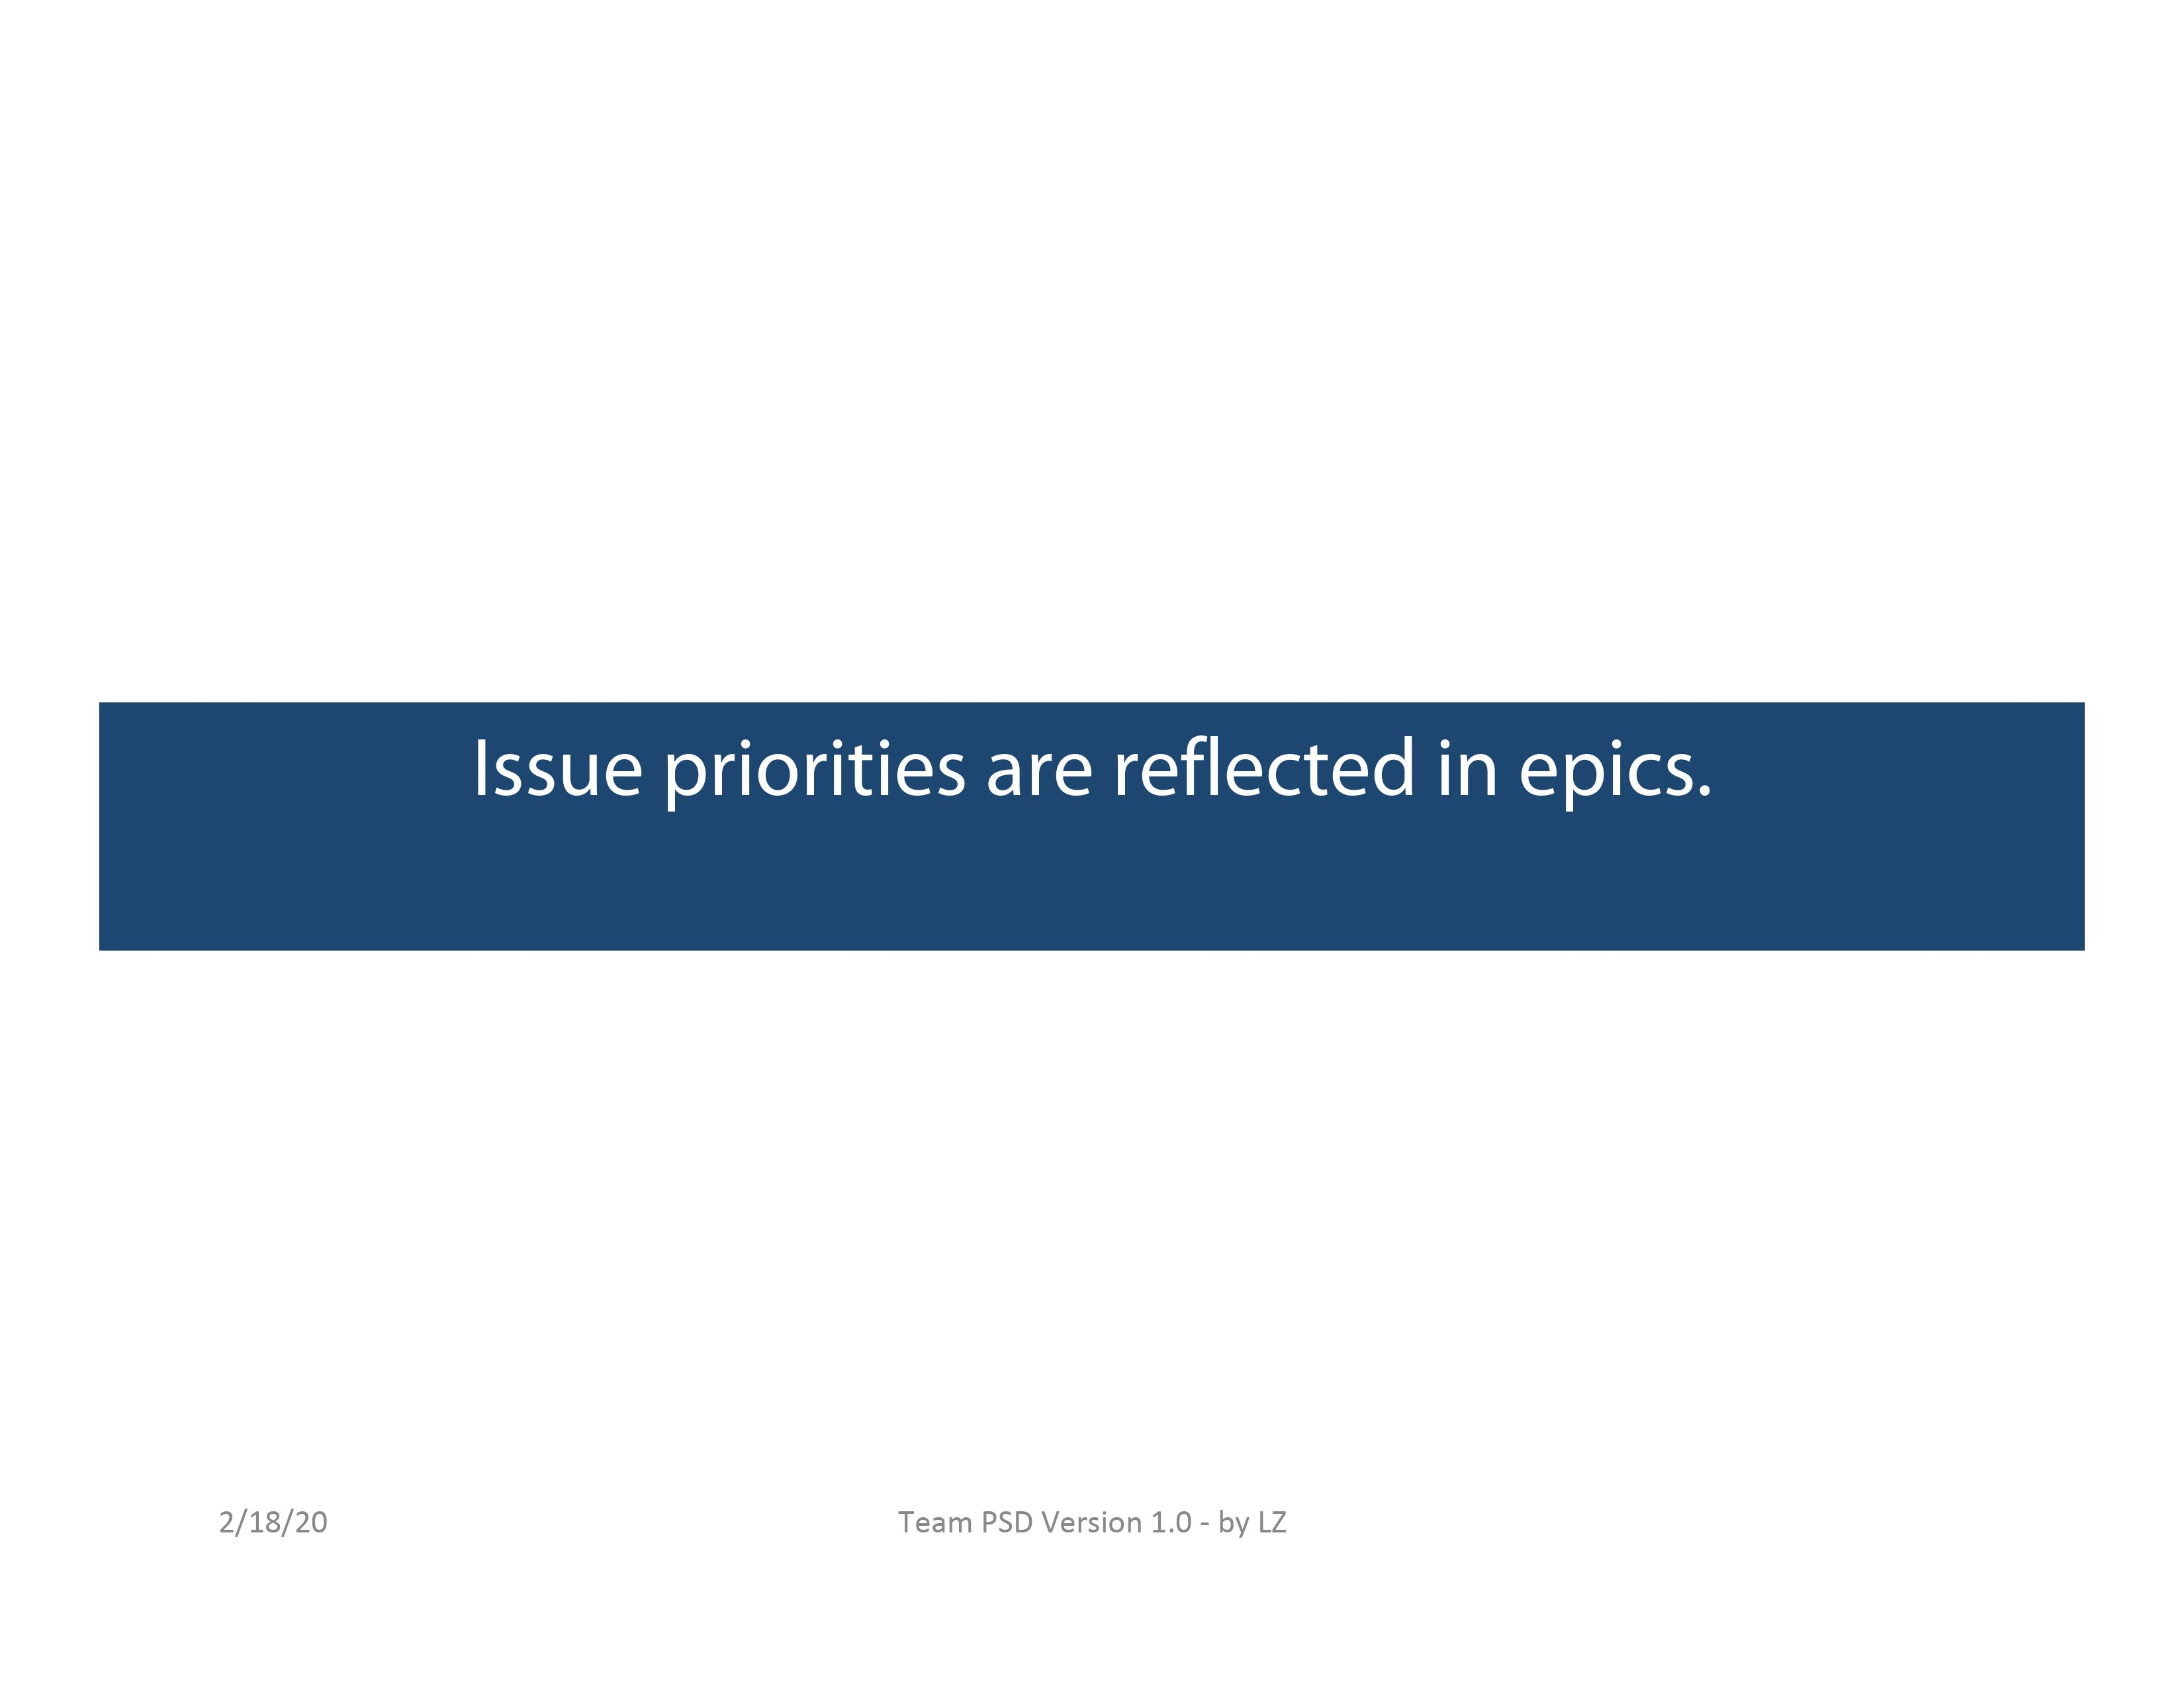 Issue priorities are reflected in epics.
2/18/20
Team PSD Version 1.0 - by LZ